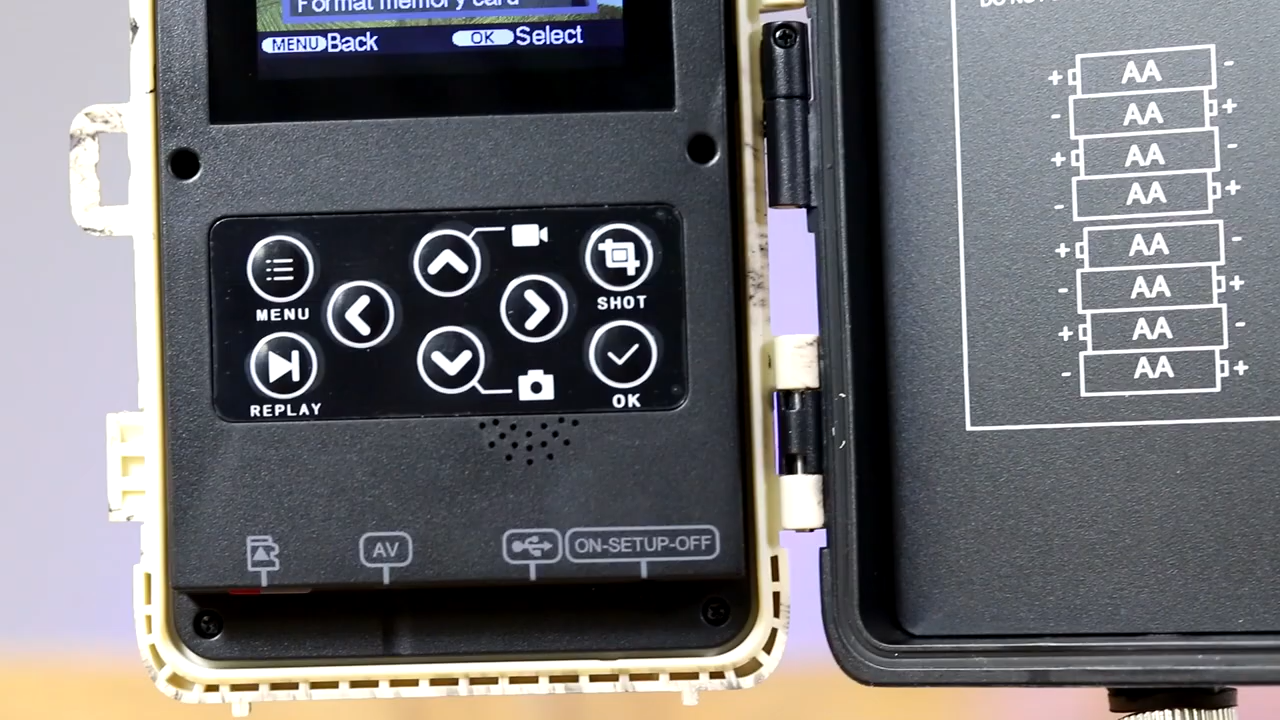 Format memory card
MENU Back
OK Select
MENU
SHOT
REPLAY
OK
AV
ON-SETUP-OFF
+ AA -
- AA +
+ AA -
- AA +
+ AA -
- AA +
+ AA -
- AA +